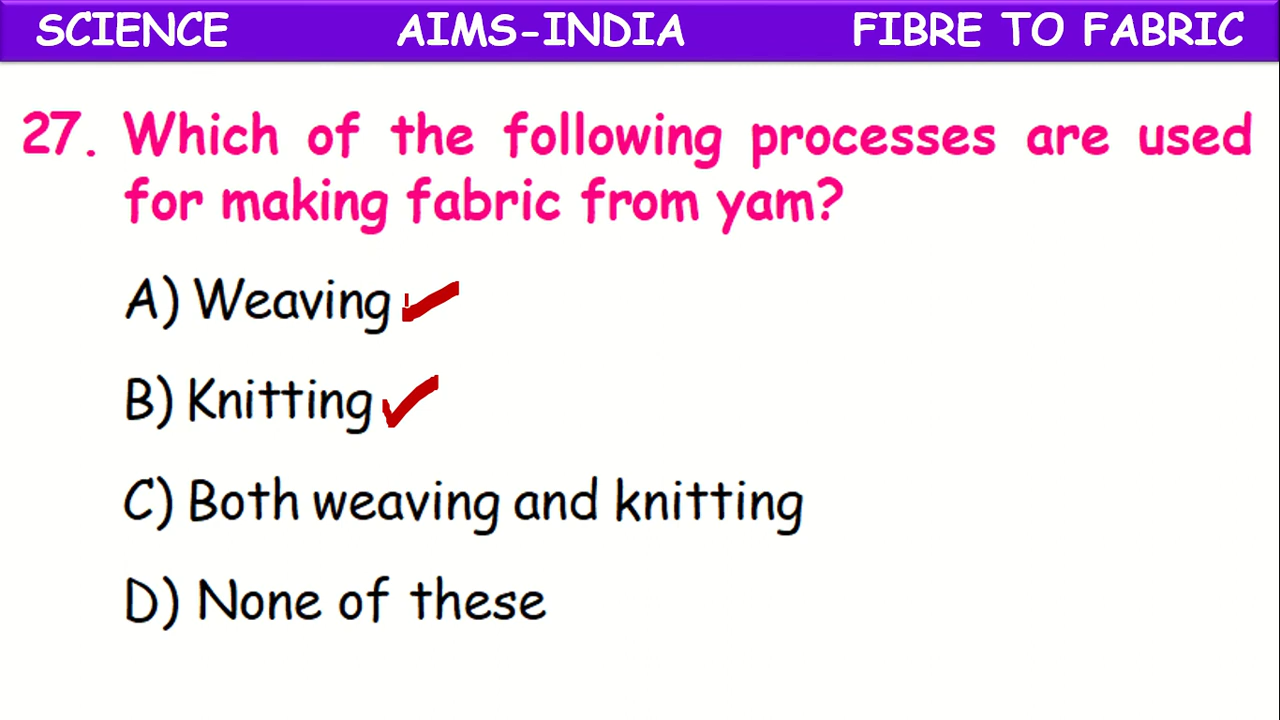 SCIENCE AIMS-INDIA FIBRE TO FABRIC
27. Which of the following processes are used
for making fabric from yam?
A) Weaving
B) Knitting
C) Both weaving and knitting
D) None of these